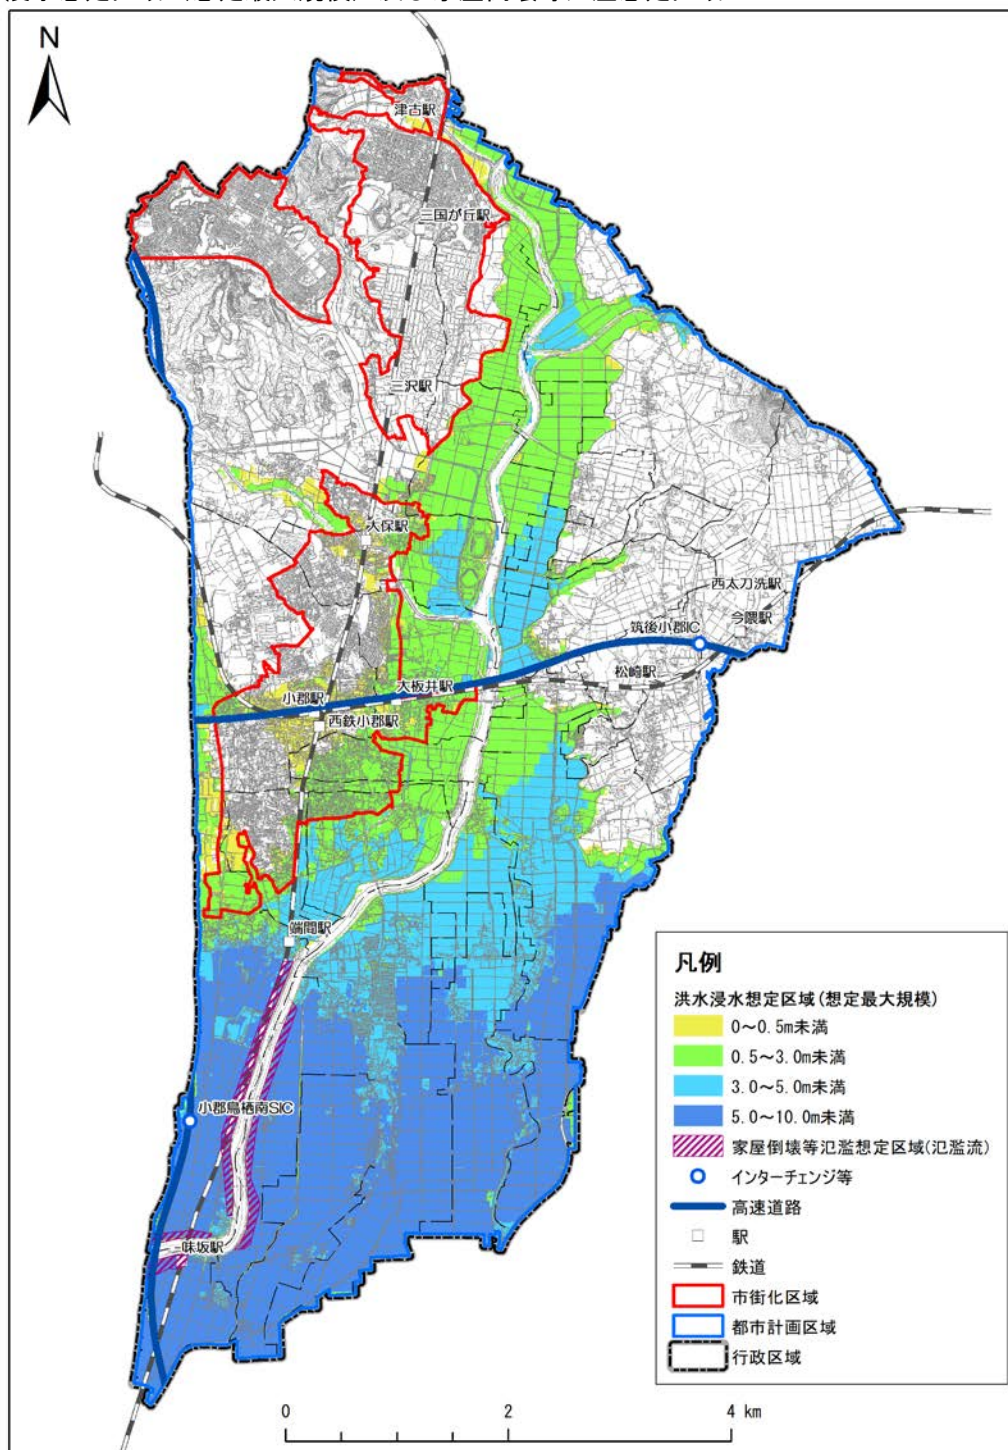 N
津古駅
三国が丘駅
三沢駅
大保駅
西太刀洗駅
今隈駅
筑後小郡IC
松崎駅
大板井駅
小郡駅
西鉄小郡駅
端間駅
小郡鳥栖南SIC
味坂駅
凡例
洪水浸水想定区域(想定最大規模)
0～0.5m未満
0.5～3.0m未満
3.0～5.0m未満
5.0～10.0m未満
家屋倒壊等氾濫想定区域(氾濫流)
インターチェンジ等
高速道路
駅
鉄道
市街化区域
都市計画区域
行政区域
0 2 4 km